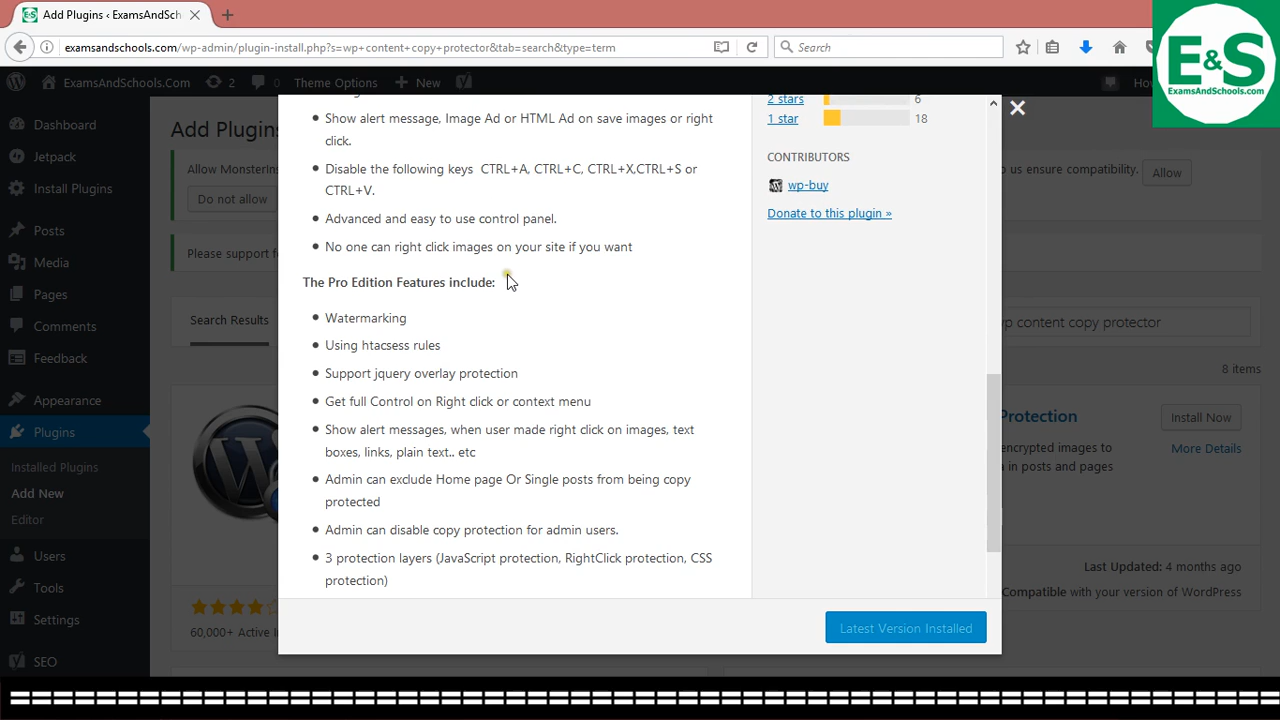 Add Plugins ‹ ExamsAndSch
examsandschools.com/wp-admin/plugin-install.php?s=wp+content+copy+protector&tab=search&type=term
Search
E&S
ExamsAndSchools.com
ExamsAndSchools.Com
2
0
Theme Options
New
How
Dashboard
Jetpack
Install Plugins
Posts
Media
Pages
Comments
Feedback
Appearance
Plugins
Installed Plugins
Add New
Editor
Users
Tools
Settings
SEO
Add Plugins
Allow MonsterIn
Do not allow
us ensure compatibility.
Allow
Please support f
Search Results
wp content copy protector
8 items
60,000+ Active I
Protection
Install Now
More Details
encrypted images to
in posts and pages
Last Updated: 4 months ago
Compatible with your version of WordPress
Show alert message, Image Ad or HTML Ad on save images or right
click.
Disable the following keys CTRL+A, CTRL+C, CTRL+X,CTRL+S or
CTRL+V.
Advanced and easy to use control panel.
No one can right click images on your site if you want
The Pro Edition Features include:
Watermarking
Using htacsess rules
Support jquery overlay protection
Get full Control on Right click or context menu
Show alert messages, when user made right click on images, text
boxes, links, plain text.. etc
Admin can exclude Home page Or Single posts from being copy
protected
Admin can disable copy protection for admin users.
3 protection layers (JavaScript protection, RightClick protection, CSS
protection)
2 stars
6
1 star
18
CONTRIBUTORS
wp-buy
Donate to this plugin »
Latest Version Installed